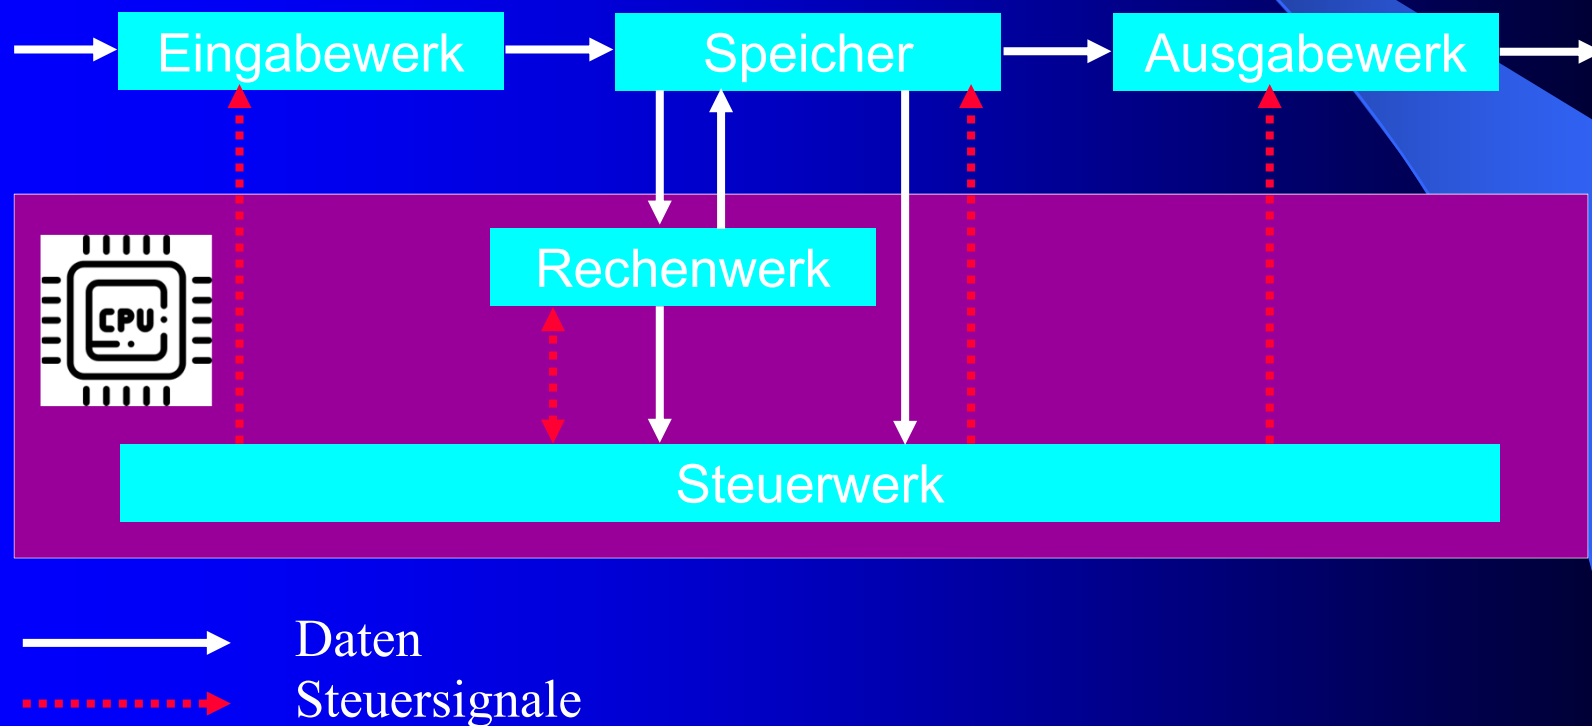 Eingabewerk
Speicher
Ausgabewerk
Rechenwerk
CPU
Steuerwerk
Daten
Steuersignale